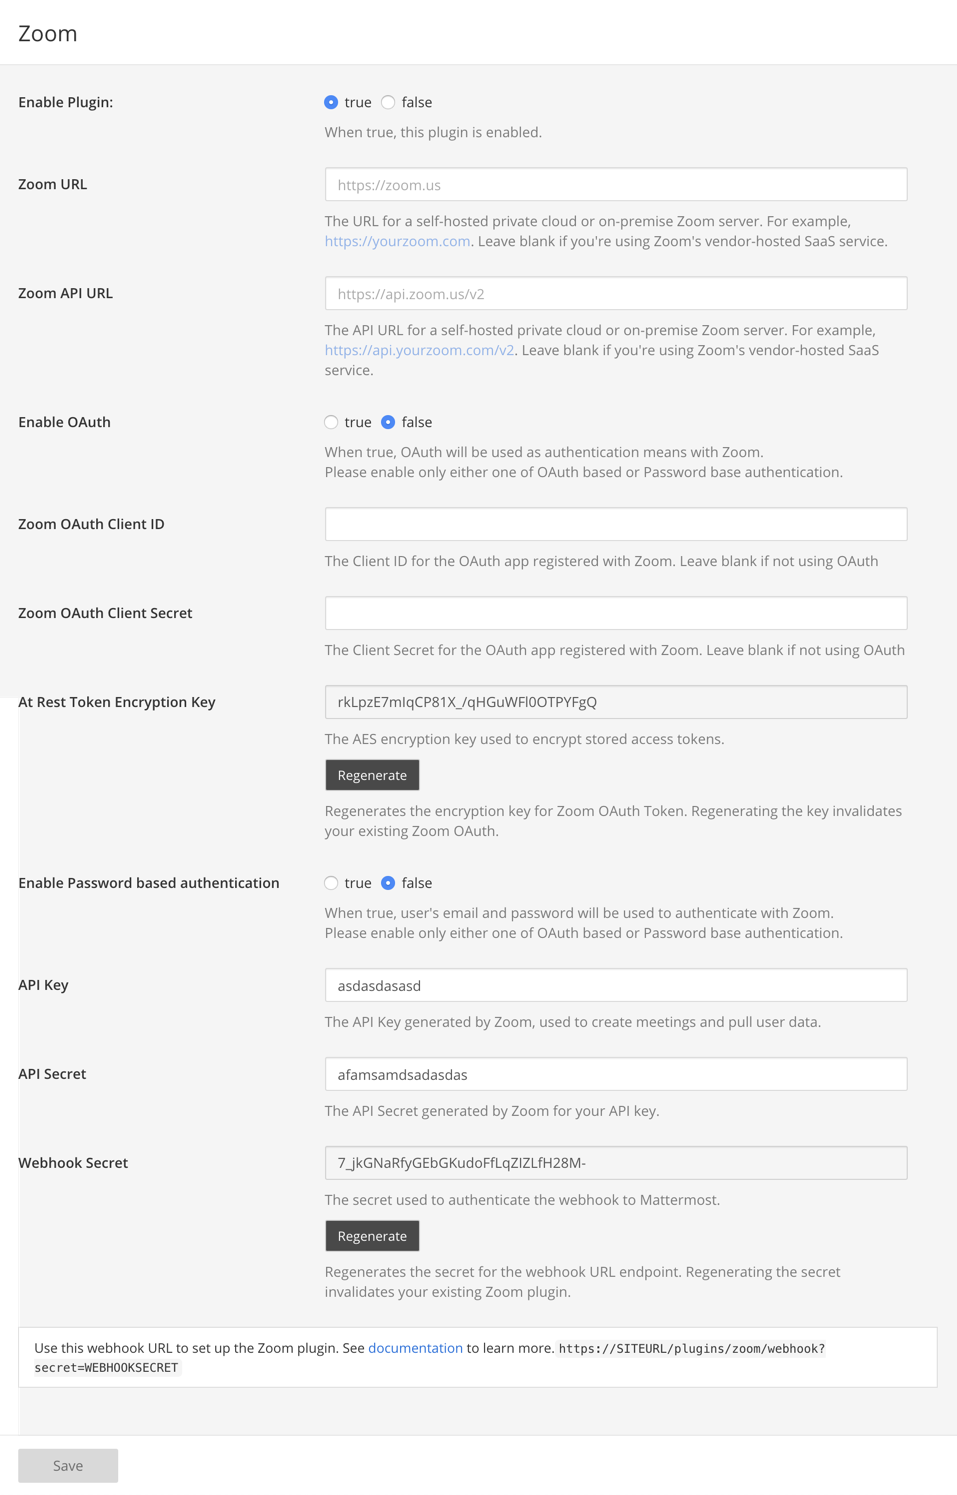 Zoom
Enable Plugin:
true false
When true, this plugin is enabled.
Zoom URL
https://zoom.us
The URL for a self-hosted private cloud or on-premise Zoom server. For example,
https://yourzoom.com. Leave blank if you're using Zoom's vendor-hosted SaaS service.
Zoom API URL
https://api.zoom.us/v2
The API URL for a self-hosted private cloud or on-premise Zoom server. For example,
https://api.yourzoom.com/v2. Leave blank if you're using Zoom's vendor-hosted SaaS
service.
Enable OAuth
true false
When true, OAuth will be used as authentication means with Zoom.
Please enable only either one of OAuth based or Password base authentication.
Zoom OAuth Client ID
The Client ID for the OAuth app registered with Zoom. Leave blank if not using OAuth
Zoom OAuth Client Secret
The Client Secret for the OAuth app registered with Zoom. Leave blank if not using OAuth
At Rest Token Encryption Key
rkLpzE7mIqCP81X_/qHGuWFl0OTPYFgQ
The AES encryption key used to encrypt stored access tokens.
Regenerate
Regenerates the encryption key for Zoom OAuth Token. Regenerating the key invalidates
your existing Zoom OAuth.
Enable Password based authentication
true false
When true, user's email and password will be used to authenticate with Zoom.
Please enable only either one of OAuth based or Password base authentication.
API Key
asdasdasasd
The API Key generated by Zoom, used to create meetings and pull user data.
API Secret
afamsamdsadasdas
The API Secret generated by Zoom for your API key.
Webhook Secret
7_jkGNaRfyGEbGKudoFfLqZIZLfH28M-
The secret used to authenticate the webhook to Mattermost.
Regenerate
Regenerates the secret for the webhook URL endpoint. Regenerating the secret
invalidates your existing Zoom plugin.
Use this webhook URL to set up the Zoom plugin. See documentation to learn more. https://SITEURL/plugins/zoom/webhook?
secret=WEBHOOKSECRET
Save